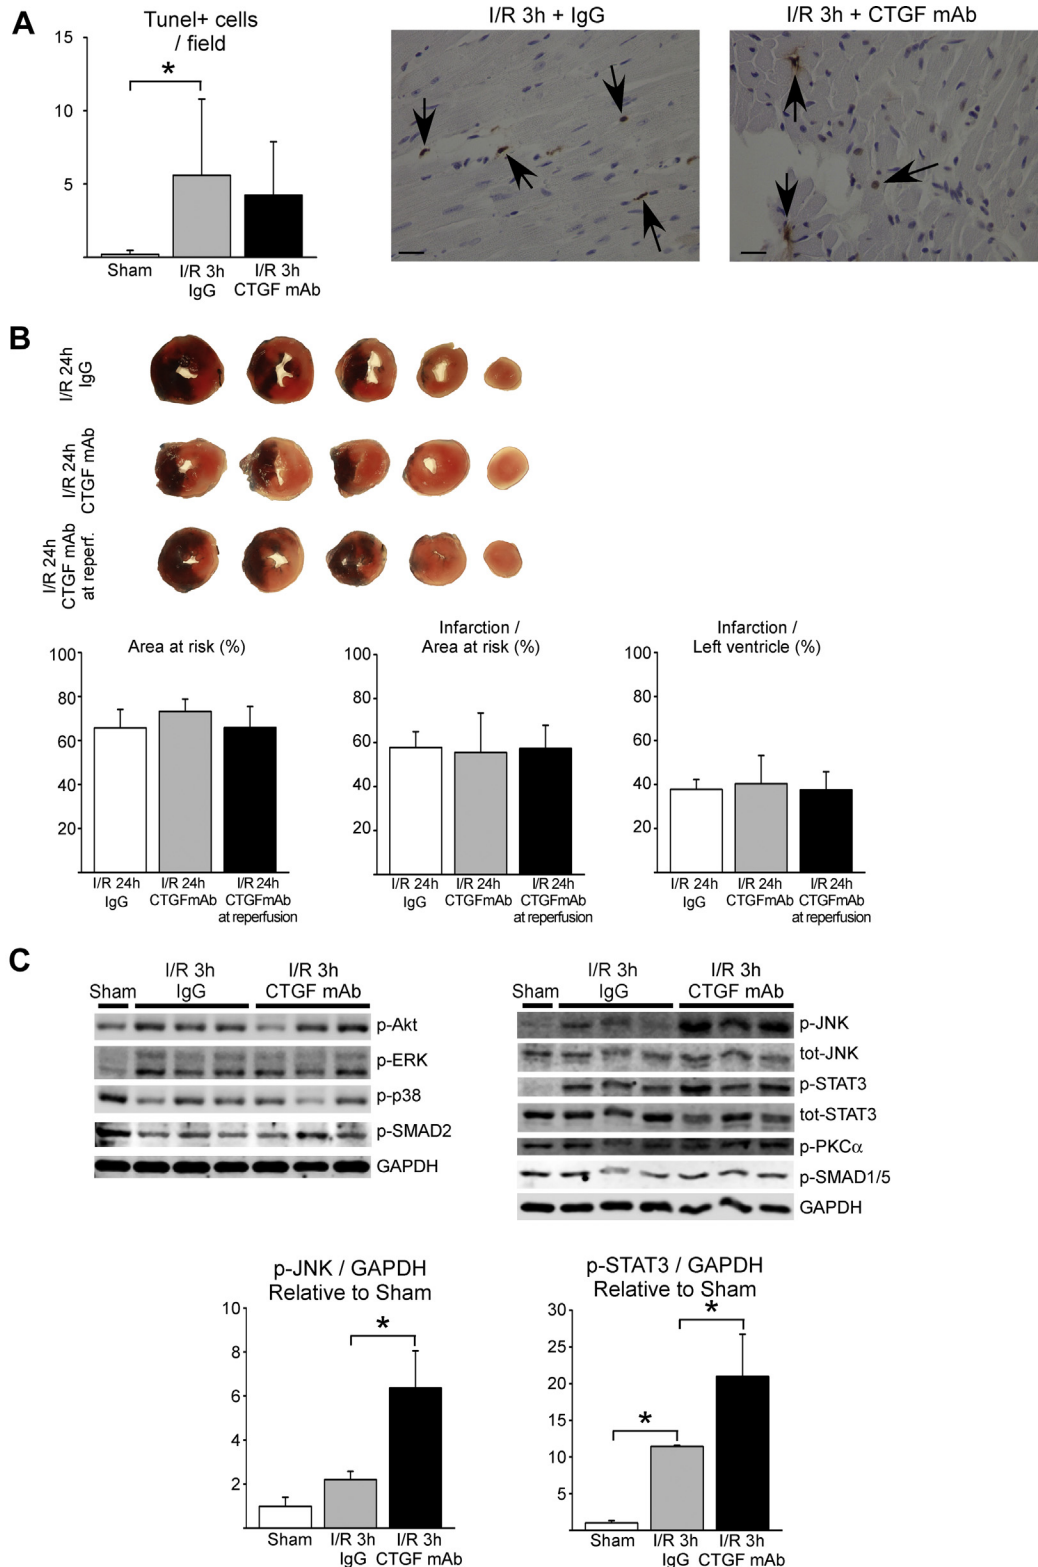 A
Tunel+ cells
/ field
15
10
5
*
Sham
I/R 3h
IgG
I/R 3h
CTGF mAb
I/R 3h + IgG
I/R 3h + CTGF mAb
B
I/R 24h
IgG
I/R 24h
CTGF mAb
I/R 24h
CTGF mAb
at reperf.
Area at risk (%)
100
80
60
40
20
I/R 24h
IgG
I/R 24h
CTGFmAb
I/R 24h
CTGFmAb
at reperfusion
Infarction /
Area at risk (%)
100
80
60
40
20
I/R 24h
IgG
I/R 24h
CTGFmAb
I/R 24h
CTGFmAb
at reperfusion
Infarction /
Left ventricle (%)
100
80
60
40
20
I/R 24h
IgG
I/R 24h
CTGFmAb
I/R 24h
CTGFmAb
at reperfusion
C
Sham
I/R 3h
IgG
I/R 3h
CTGF mAb
p-Akt
p-ERK
p-p38
p-SMAD2
GAPDH
Sham
I/R 3h
IgG
I/R 3h
CTGF mAb
p-JNK
tot-JNK
p-STAT3
tot-STAT3
p-PKCα
p-SMAD1/5
GAPDH
p-JNK / GAPDH
Relative to Sham
10
8
6
4
2
*
Sham
I/R 3h
IgG
I/R 3h
CTGF mAb
p-STAT3 / GAPDH
Relative to Sham
30
25
20
15
10
5
*
*
Sham
I/R 3h
IgG
I/R 3h
CTGF mAb